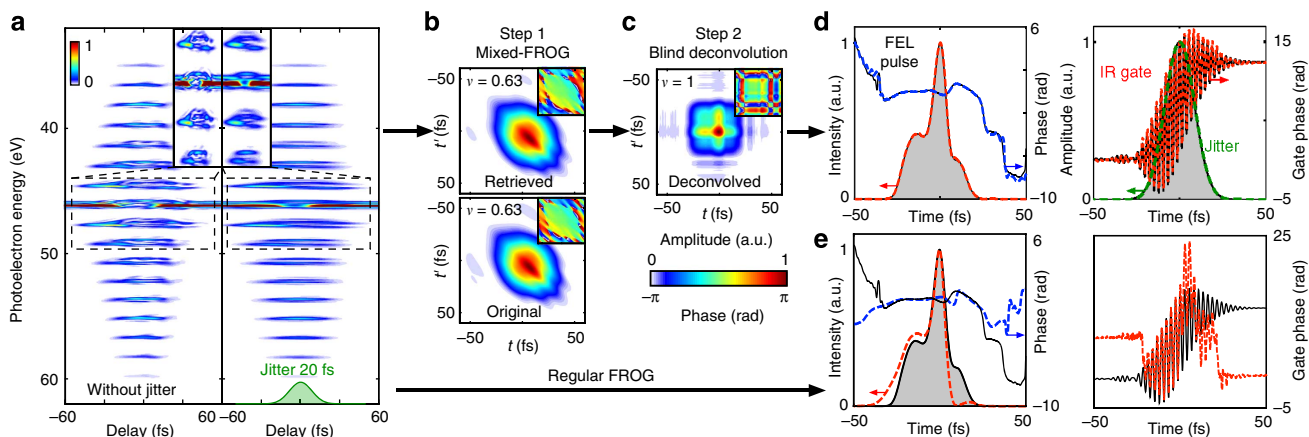 a
1
0
40
50
60
Photoelectron energy (eV)
Without jitter
Jitter 20 fs
−60
60
−60
60
Delay (fs)
Delay (fs)
b
Step 1
Mixed-FROG
−50
v = 0.63
t′ (fs)
50
Retrieved
−50
v = 0.63
t′ (fs)
50
Original
−50
50
t (fs)
c
Step 2
Blind deconvolution
−50
v = 1
t′ (fs)
50
Deconvolved
−50
50
t (fs)
Amplitude (a.u.)
0
1
−π
π
Phase (rad)
Regular FROG
d
1
6
FEL
pulse
Intensity (a.u.)
Phase (rad)
0
−10
−50
50
Time (fs)
1
15
IR gate
Jitter
Amplitude (a.u.)
Gate phase (rad)
0
−5
−50
50
Time (fs)
e
1
6
Intensity (a.u.)
Phase (rad)
0
−10
−50
50
Time (fs)
25
Gate phase (rad)
−5
−50
50
Time (fs)